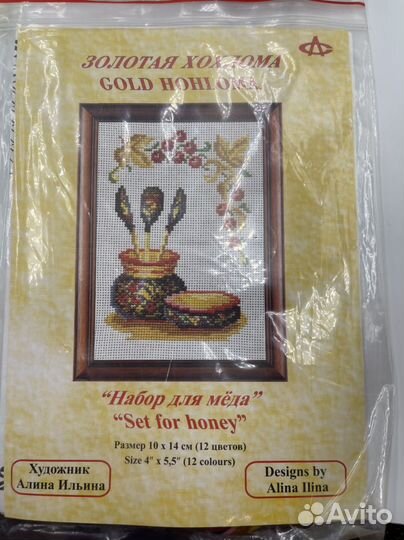 ЗОЛОТАЯ ХОХЛОМА
GOLD HOHLOMA
“Набор для мёда”
“Set for honey”
Размер 10 x 14 см (12 цветов)
Size 4" x 5,5" (12 colours)
Художник
Алина Ильина
Designs by
Alina Ilina
Avito